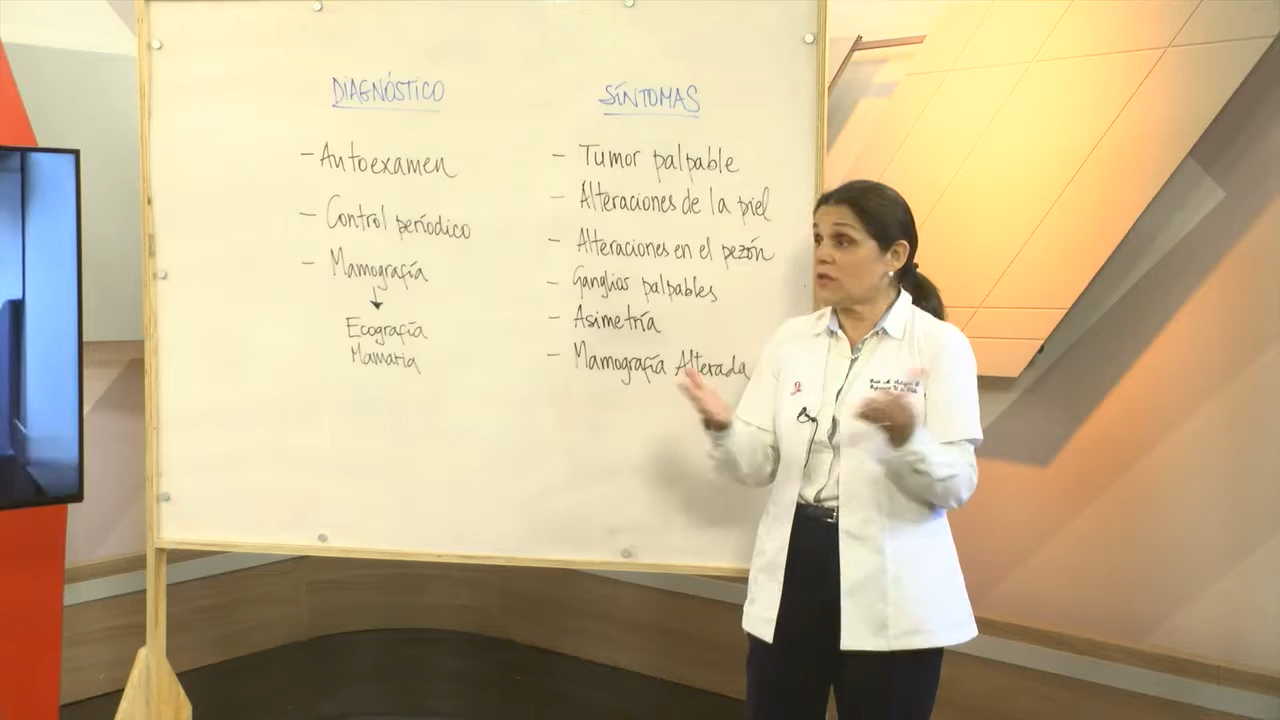 DIAGNÓSTICO
- Autoexamen
- Control períodico
- Mamografía
Ecografía
Mamaria
SÍNTOMAS
- Tumor palpable
- Alteraciones de la piel
- Alteraciones en el pezón
- Ganglios palpables
- Asimetría
- Mamografía Alterada